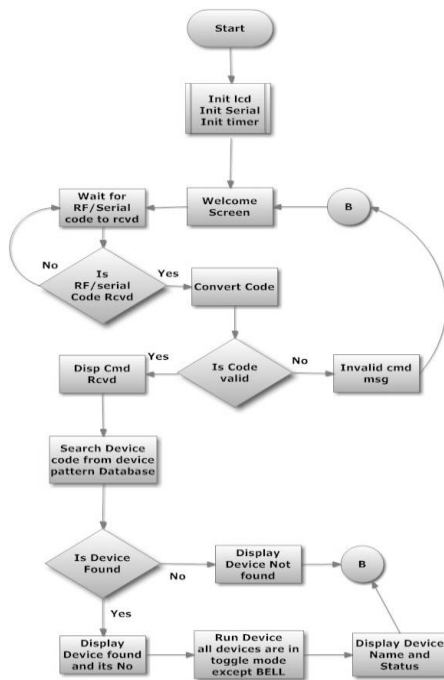 Start
Init lcd
Init Serial
Init timer
Wait for
RF/Serial
code to rcvd
Welcome
Screen
B
No
Is
RF/serial
Code Rcvd
Yes
Convert Code
Disp Cmd
Rcvd
Yes
Is Code
valid
No
Invalid cmd
msg
Search Device
code from device
pattern Database
Is Device
Found
No
Display
Device Not
found
B
Yes
Display
Device found
and its No
Run Device
all devices are in
toggle mode
except BELL
Display Device
Name and
Status